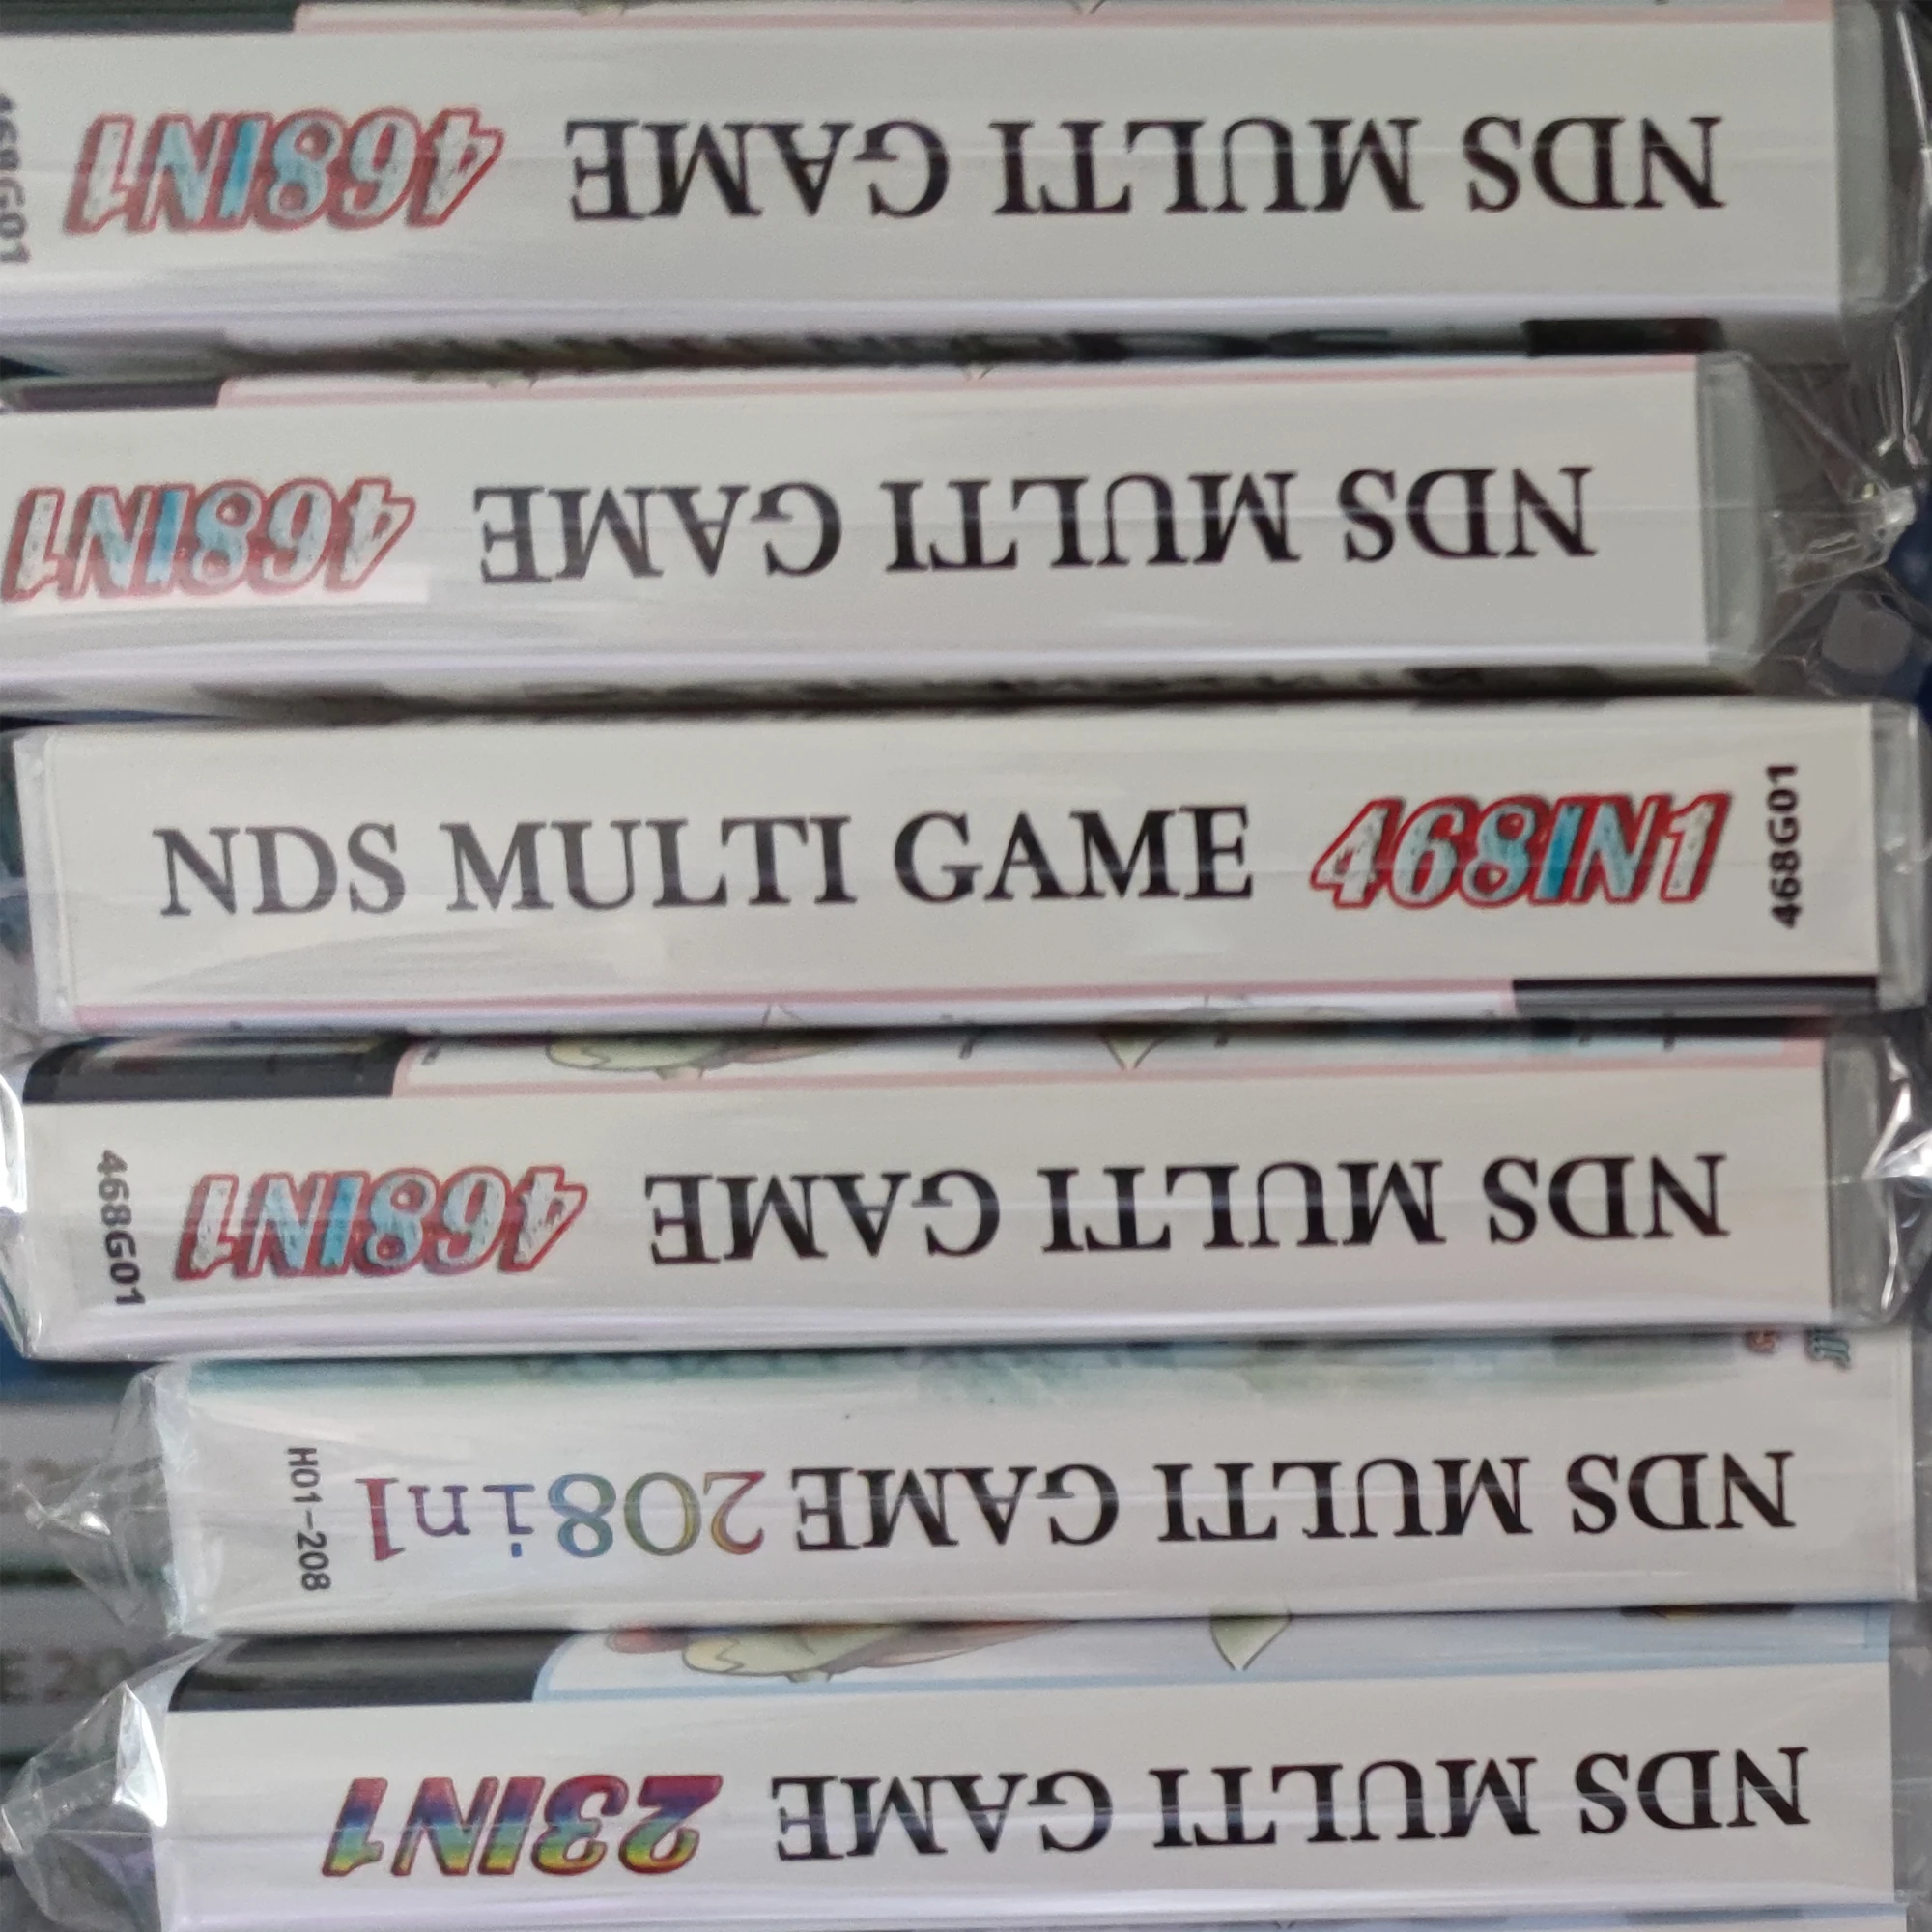 NDS MULTI GAME 468IN1 468G01
NDS MULTI GAME 468IN1
NDS MULTI GAME 468IN1 468G01
NDS MULTI GAME 468IN1 468G01
NDS MULTI GAME 208in1 H01-208
NDS MULTI GAME 23IN1